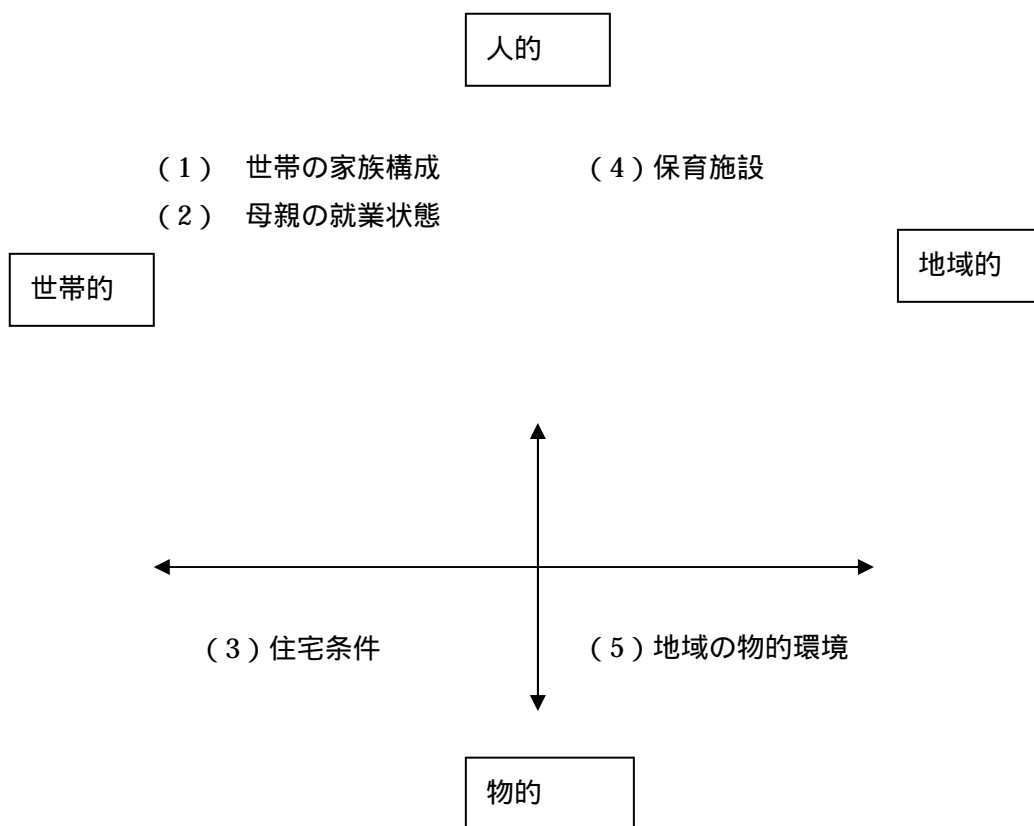 人的
(1) 世帯の家族構成
(4)保育施設
(2) 母親の就業状態
地域的
世帯的
(3)住宅条件
(5)地域の物的環境
物的